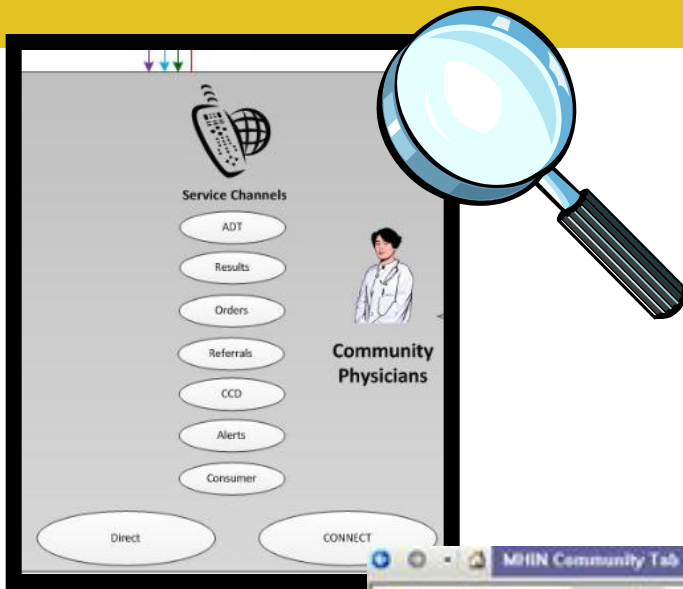 Service Channels
ADT
Results
Orders
Referrals
CCD
Alerts
Consumer
Community
Physicians
Direct
CONNECT
MHIN Community Tab